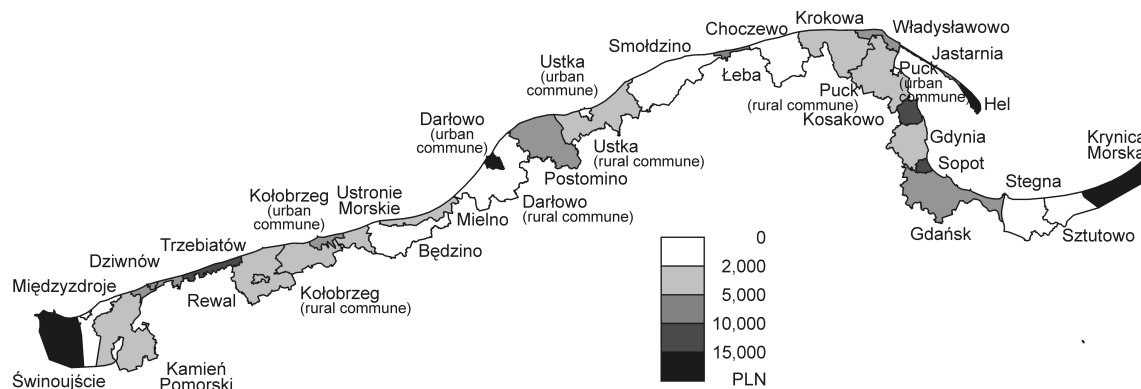 Krokowa
Choczewo
Władysławowo
Smołdzino
Jastarnia
Ustka
(urban
commune)
Łeba
Puck
(urban
commune)
Puck
(rural commune)
Hel
Kosakowo
Darłowo
(urban
commune)
Gdynia
Ustka
(rural commune)
Sopot
Krynica
Morska
Postomino
Stegna
Kołobrzeg
(urban
commune)
Ustronie
Morskie
Darłowo
(rural commune)
Mielno
Gdańsk
Sztutowo
Trzebiatów
Będzino
Dziwnów
Międzyzdroje
Rewal
Kołobrzeg
(rural commune)
Świnoujście
Kamień
Pomorski
0
2,000
5,000
10,000
15,000
PLN